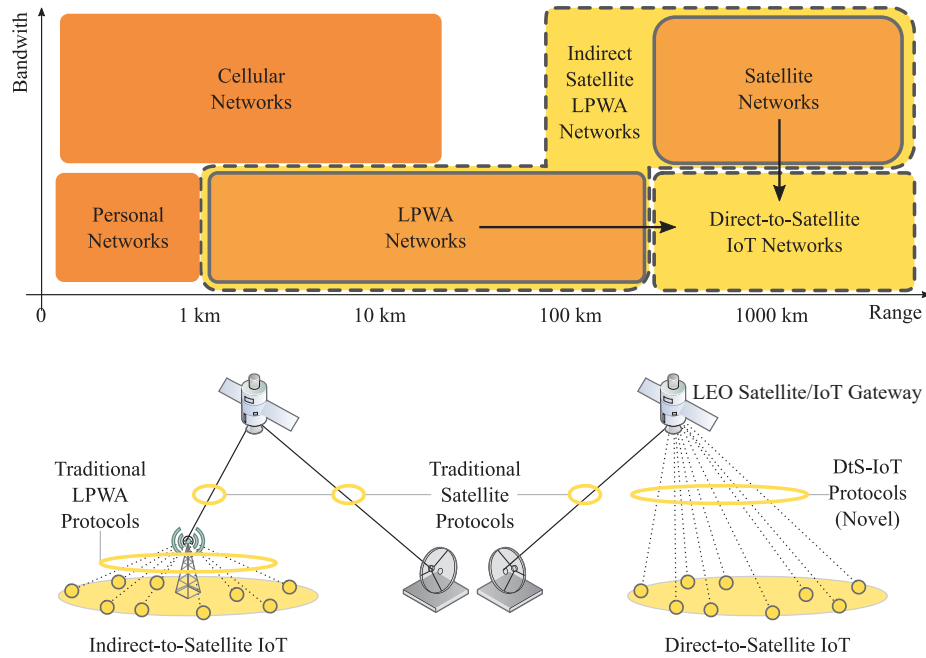 Bandwith
Cellular
Networks
Indirect
Satellite
LPWA
Networks
Satellite
Networks
Personal
Networks
LPWA
Networks
Direct-to-Satellite
IoT Networks
0
1 km
10 km
100 km
1000 km
Range
LEO Satellite/IoT Gateway
Traditional
LPWA
Protocols
Traditional
Satellite
Protocols
DtS-IoT
Protocols
(Novel)
Indirect-to-Satellite IoT
Direct-to-Satellite IoT